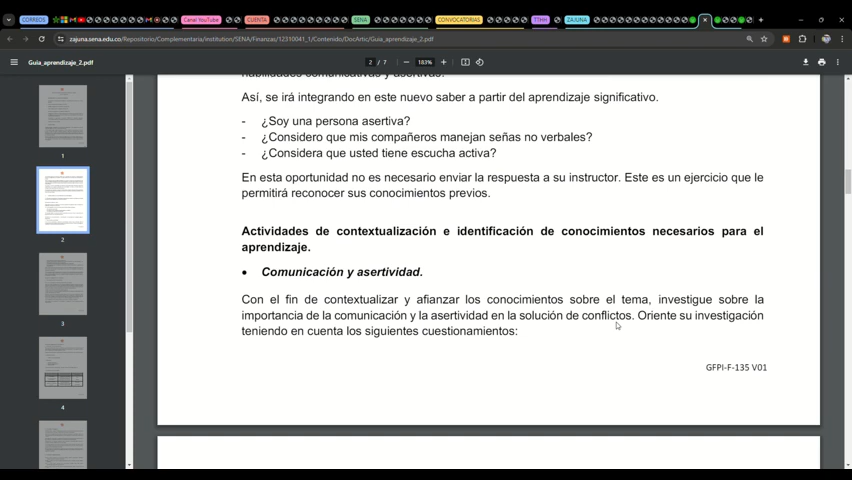 CORREOS
Canal YouTube
CUENTA
SENA
CONVOCATORIAS
TTHH
ZAJUNA
zajuna.sena.edu.co/Repositorio/Complementaria/institution/SENA/Finanzas/12310041_1/Contenido/DocArtic/Guia_aprendizaje_2.pdf
Guia_aprendizaje_2.pdf
2 / 7
183%
habilidades comunicativas y asertivas.
Así, se irá integrando en este nuevo saber a partir del aprendizaje significativo.
- ¿Soy una persona asertiva?
- ¿Considero que mis compañeros manejan señas no verbales?
- ¿Considera que usted tiene escucha activa?
En esta oportunidad no es necesario enviar la respuesta a su instructor. Este es un ejercicio que le
permitirá reconocer sus conocimientos previos.
Actividades de contextualización e identificación de conocimientos necesarios para el
aprendizaje.
• Comunicación y asertividad.
Con el fin de contextualizar y afianzar los conocimientos sobre el tema, investigue sobre la
importancia de la comunicación y la asertividad en la solución de conflictos. Oriente su investigación
teniendo en cuenta los siguientes cuestionamientos:
GFPI-F-135 V01
1
2
3
4